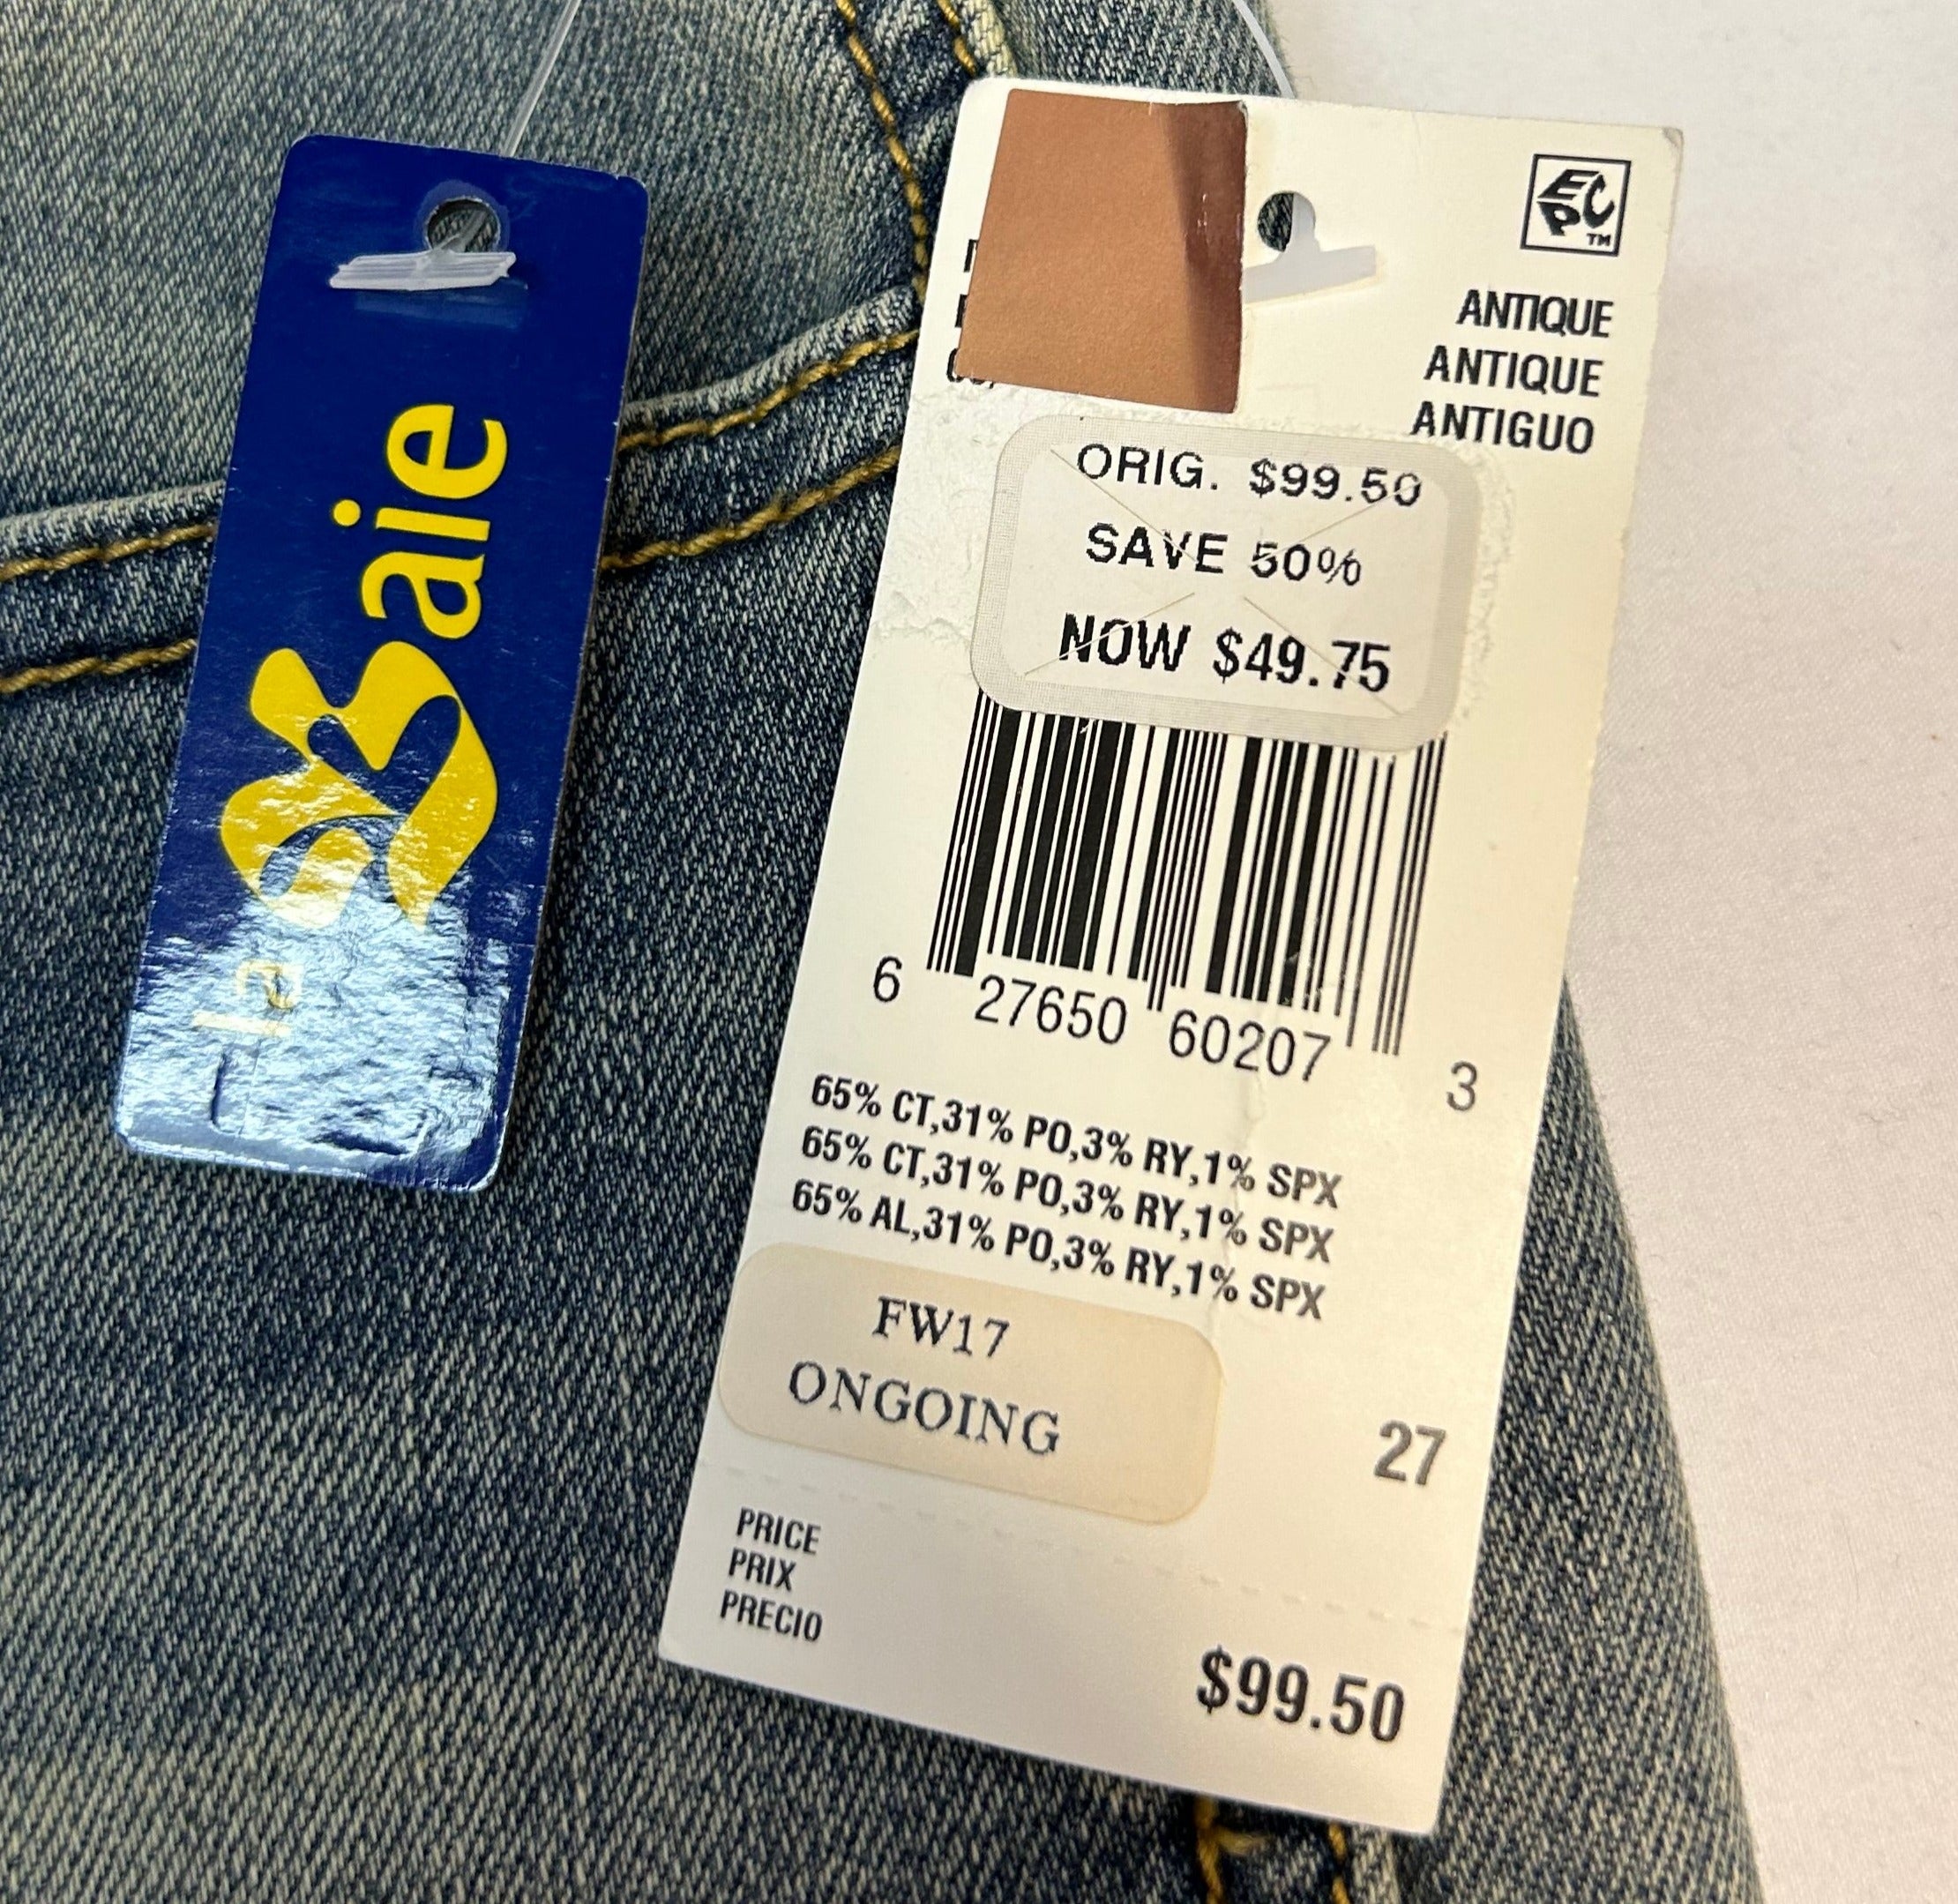 la Baie
EPC™
ANTIQUE
ANTIQUE
ANTIGUO
ORIG. $99.50
SAVE 50%
NOW $49.75
6 27650 60207 3
65% CT,31% PO,3% RY,1% SPX
65% CT,31% PO,3% RY,1% SPX
65% AL,31% PO,3% RY,1% SPX
FW17
ONGOING
27
PRICE
PRIX
PRECIO
$99.50